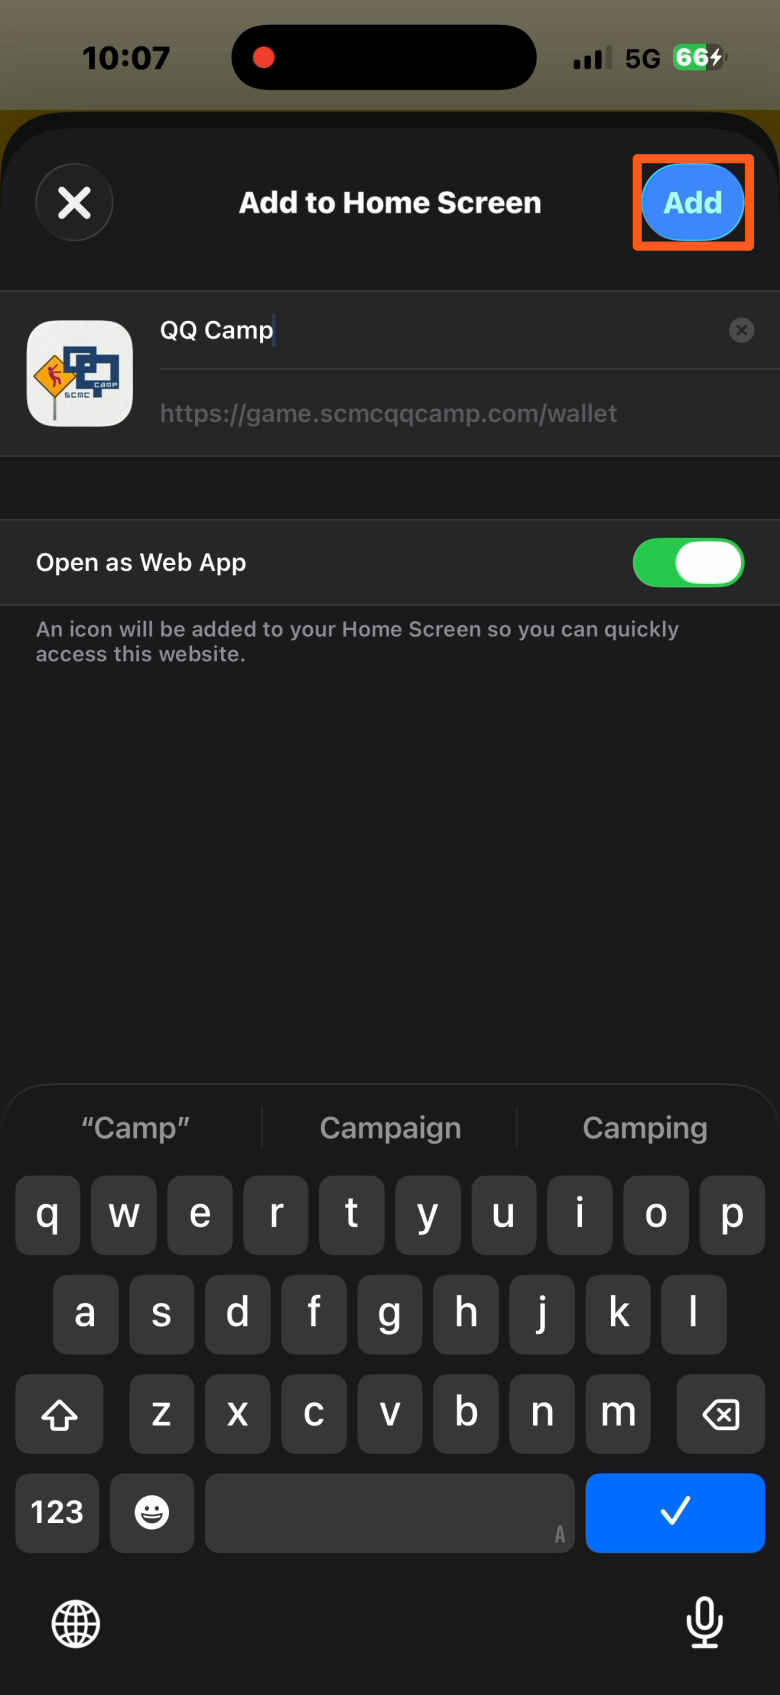 10:07
5G
66
Add to Home Screen
Add
QQ Camp
CAMP
SCMC
https://game.scmcqqcamp.com/wallet
Open as Web App
An icon will be added to your Home Screen so you can quickly
access this website.
“Camp” Campaign Camping
q w e r t y u i o p
a s d f g h j k l
z x c v b n m
123
A